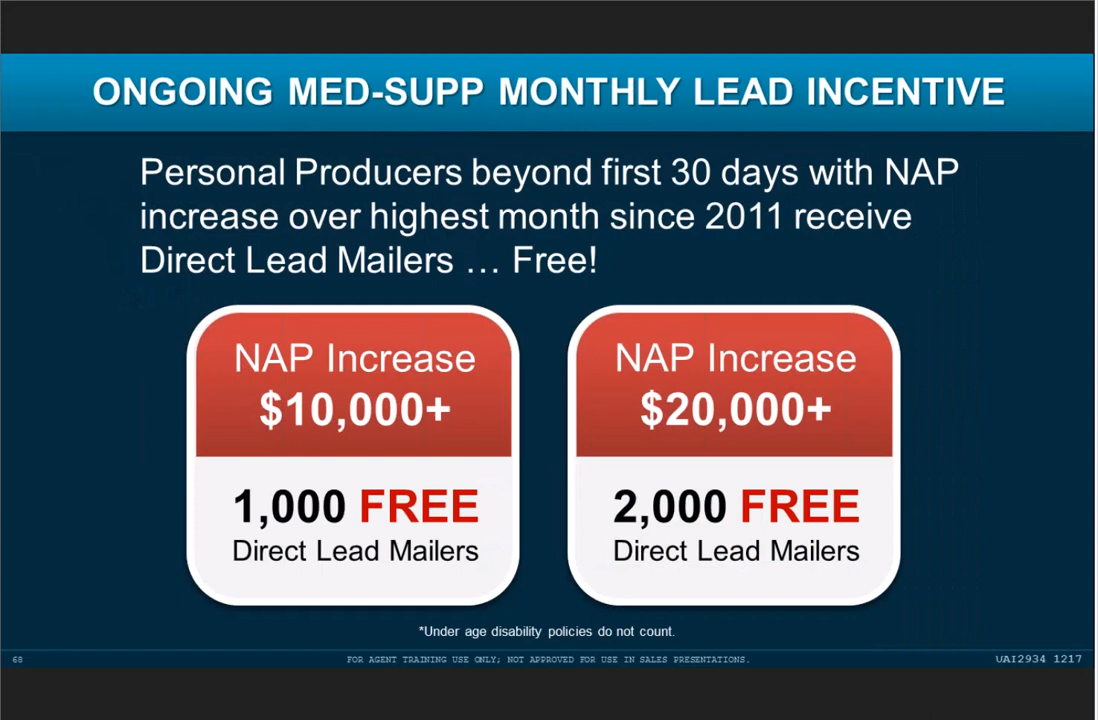 ONGOING MED-SUPP MONTHLY LEAD INCENTIVE
Personal Producers beyond first 30 days with NAP
increase over highest month since 2011 receive
Direct Lead Mailers … Free!
NAP Increase
$10,000+
1,000 FREE
Direct Lead Mailers
NAP Increase
$20,000+
2,000 FREE
Direct Lead Mailers
*Under age disability policies do not count.
68
FOR AGENT TRAINING USE ONLY; NOT APPROVED FOR USE IN SALES PRESENTATIONS.
UAI2934 1217